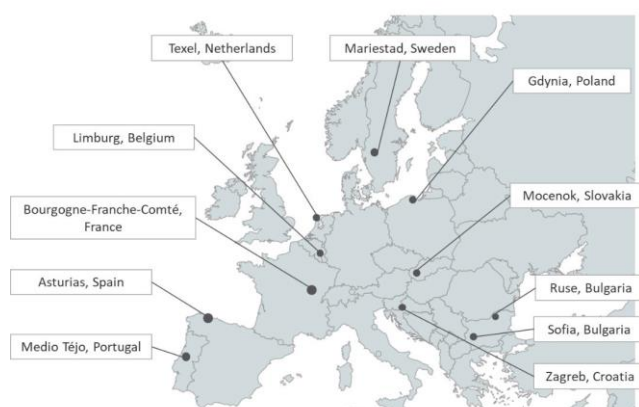 Texel, Netherlands
Mariestad, Sweden
Gdynia, Poland
Limburg, Belgium
Mocenok, Slovakia
Bourgogne-Franche-Comté,
France
Asturias, Spain
Ruse, Bulgaria
Sofia, Bulgaria
Medio Téjo, Portugal
Zagreb, Croatia